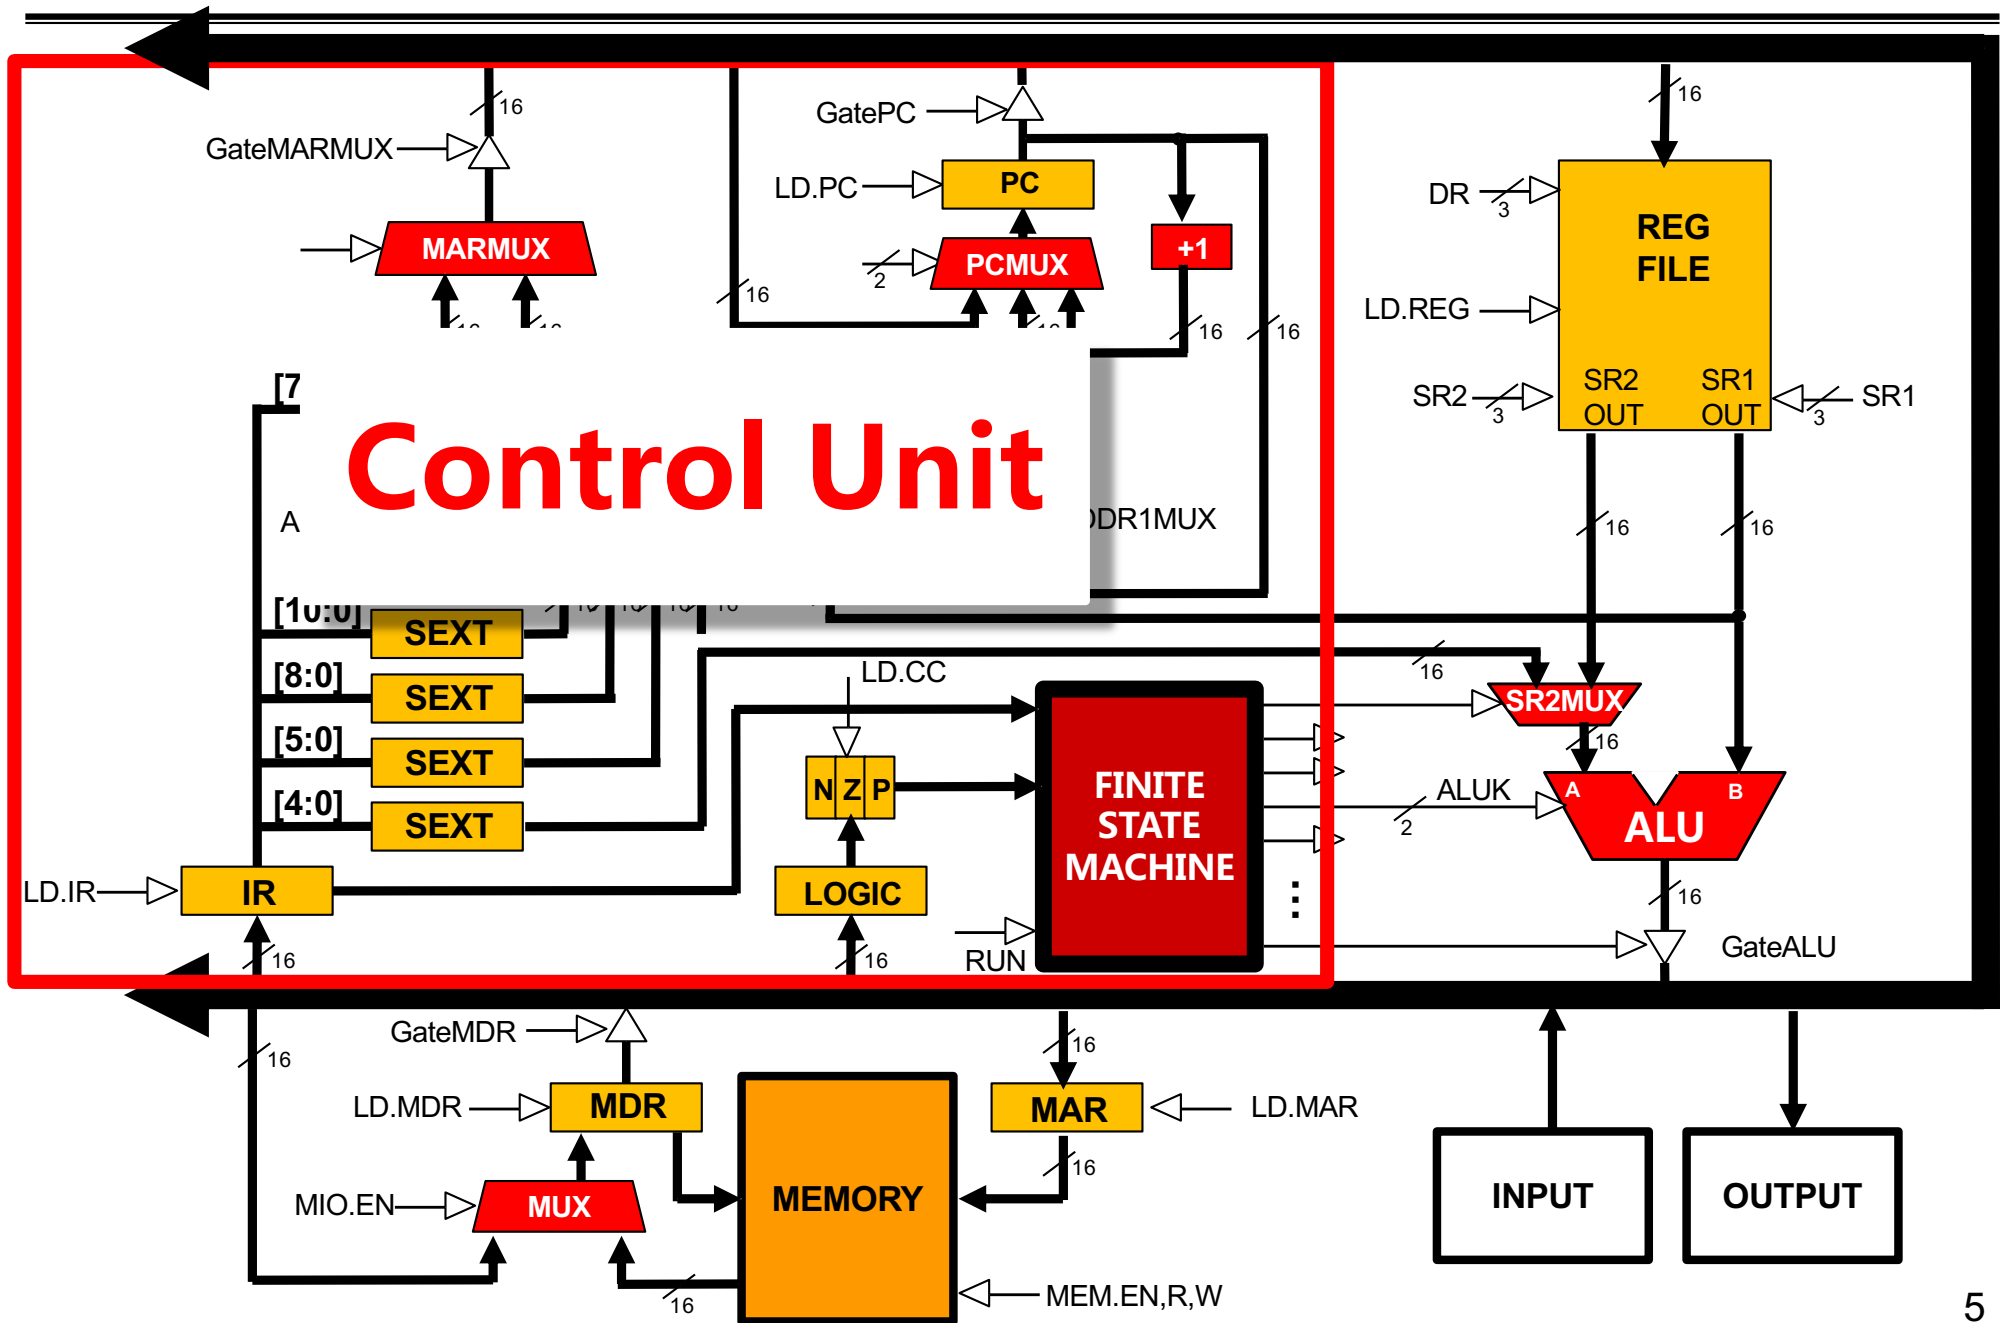 16
GatePC
16
GateMARMUX
LD.PC
PC
DR
3
REG
FILE
MARMUX
2
PCMUX
+1
16
LD.REG
16
16
[7
SR2
OUT
SR1
OUT
SR2
3
3
SR1
Control Unit
A
DDR1MUX
16
16
[10:0]
SEXT
16
[8:0]
SEXT
LD.CC
SR2MUX
[5:0]
SEXT
16
N Z P
FINITE
STATE
MACHINE
ALUK
2
A
B
ALU
[4:0]
SEXT
LD.IR
IR
LOGIC
⋮
16
16
16
RUN
GateALU
GateMDR
16
16
LD.MDR
MDR
MAR
LD.MAR
16
MIO.EN
MUX
MEMORY
INPUT
OUTPUT
16
MEM.EN,R,W
5